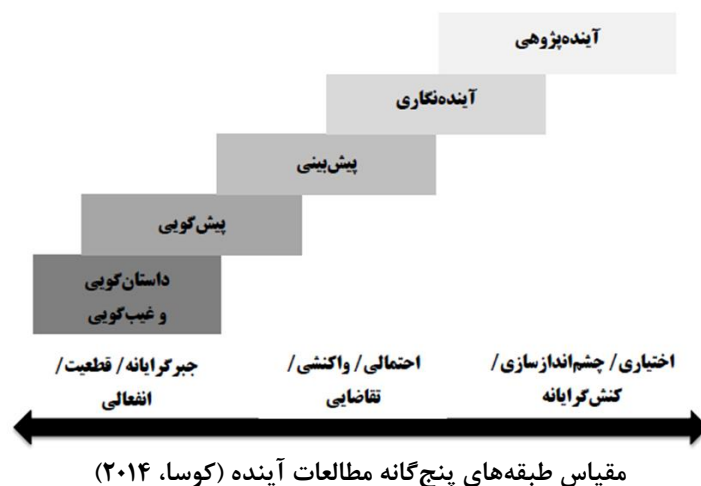 آینده‌پژوهی
آینده‌نگاری
پیش‌بینی
پیش‌گویی
داستان‌گویی
و غیب‌گویی
اختیاری/ چشم‌اندازسازی/
کنش‌گرایانه
احتمالی/ واکنشی/
تقاضایی
جبرگرایانه/ قطعیت/
انفعالی
مقیاس طبقه‌های پنج‌گانه مطالعات آینده (کوسا، ۲۰۱۴)